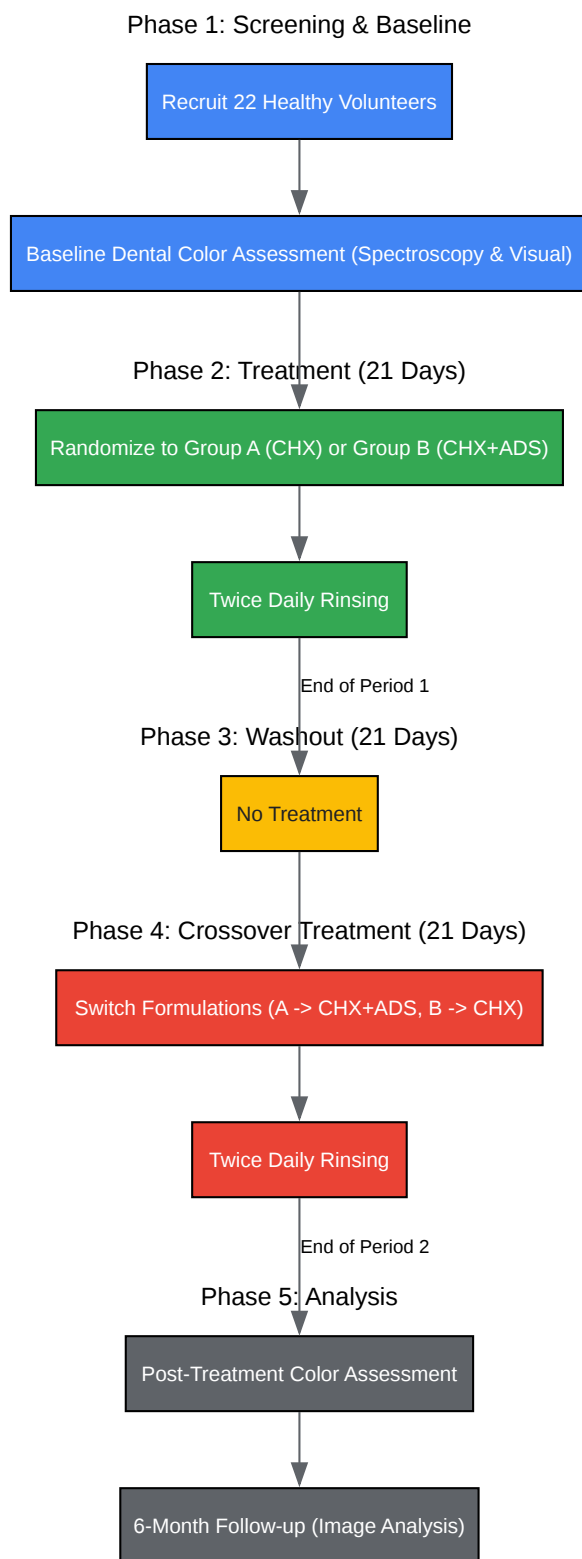 Phase 1: Screening & Baseline
Recruit 22 Healthy Volunteers
Baseline Dental Color Assessment (Spectroscopy & Visual)
Phase 2: Treatment (21 Days)
Randomize to Group A (CHX) or Group B (CHX+ADS)
Twice Daily Rinsing
End of Period 1
Phase 3: Washout (21 Days)
No Treatment
Phase 4: Crossover Treatment (21 Days)
Switch Formulations (A -> CHX+ADS, B -> CHX)
Twice Daily Rinsing
End of Period 2
Phase 5: Analysis
Post-Treatment Color Assessment
6-Month Follow-up (Image Analysis)